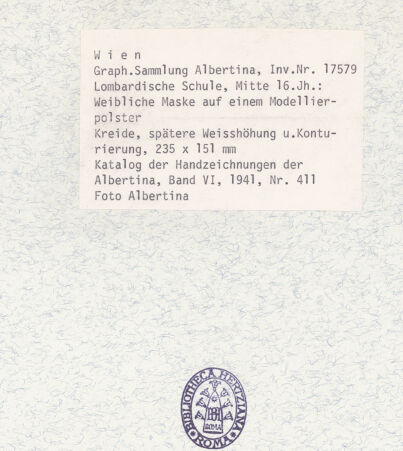 W i e n
Graph.Sammlung Albertina, Inv.Nr. 17579
Lombardische Schule, Mitte 16.Jh.:
Weibliche Maske auf einem Modellier-
polster
Kreide, spätere Weisshöhung u.Kontu-
rierung, 235 x 151 mm
Katalog der Handzeichnungen der
Albertina, Band VI, 1941, Nr. 411
Foto Albertina
BIBLIOTHECA HERTZIANA
ROMA
ROMA